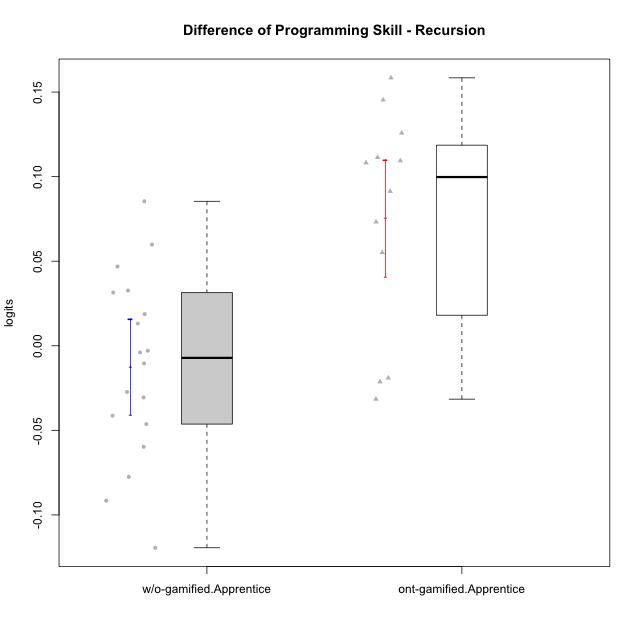 Difference of Programming Skill - Recursion
logits
0.15
0.10
0.05
0.00
-0.05
-0.10
w/o-gamified.Apprentice
ont-gamified.Apprentice